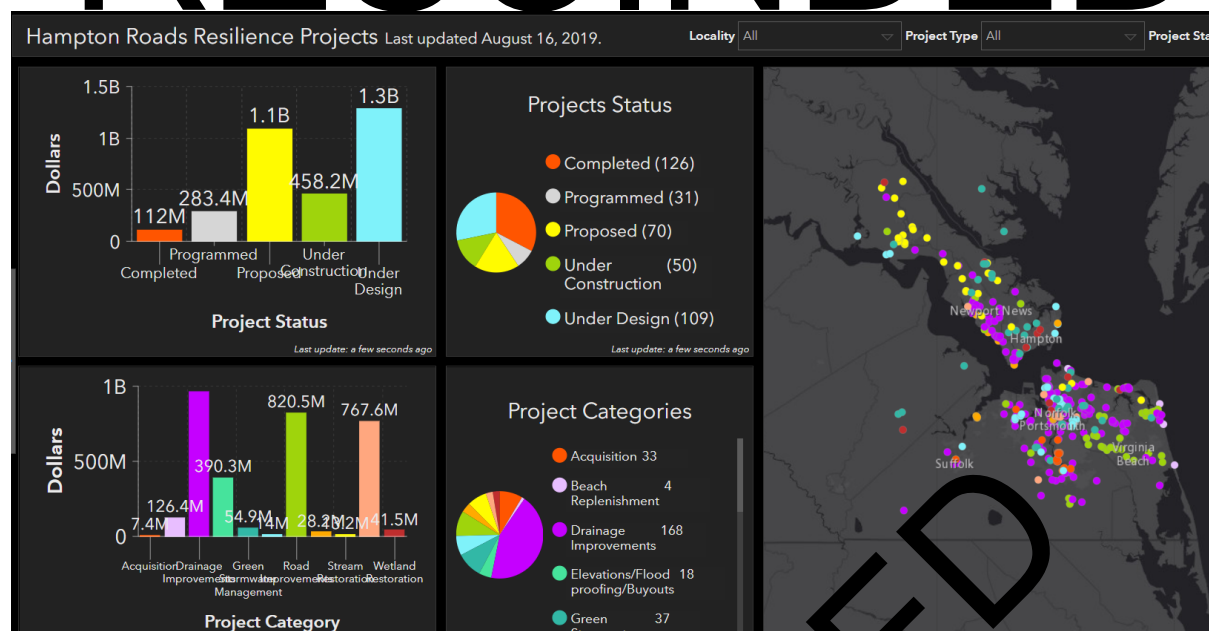 Hampton Roads Resilience Projects Last updated August 16, 2019.
Locality All
Project Type All
Project Sta
1.5B
1B
500M
0
Dollars
112M
283.4M
1.1B
458.2M
1.3B
Completed
Programmed
Proposed
Under
Construction
Under
Design
Project Status
Last update: a few seconds ago
Projects Status
Completed (126)
Programmed (31)
Proposed (70)
Under (50)
Construction
Under Design (109)
Last update: a few seconds ago
1B
500M
0
Dollars
7.4M
126.4M
390.3M
54.9M
14M
820.5M
28.2M
13.2M
767.6M
41.5M
Acquisition
Drainage
Improvements
Green
Stormwater
Management
Road
Improvements
Stream
Restoration
Wetland
Restoration
Project Category
Project Categories
Acquisition 33
Beach 4
Replenishment
Drainage 168
Improvements
Elevations/Flood 18
proofing/Buyouts
Green 37
Newport News
Hampton
Norfolk
Portsmouth
Virginia
Beach
Suffolk
ED